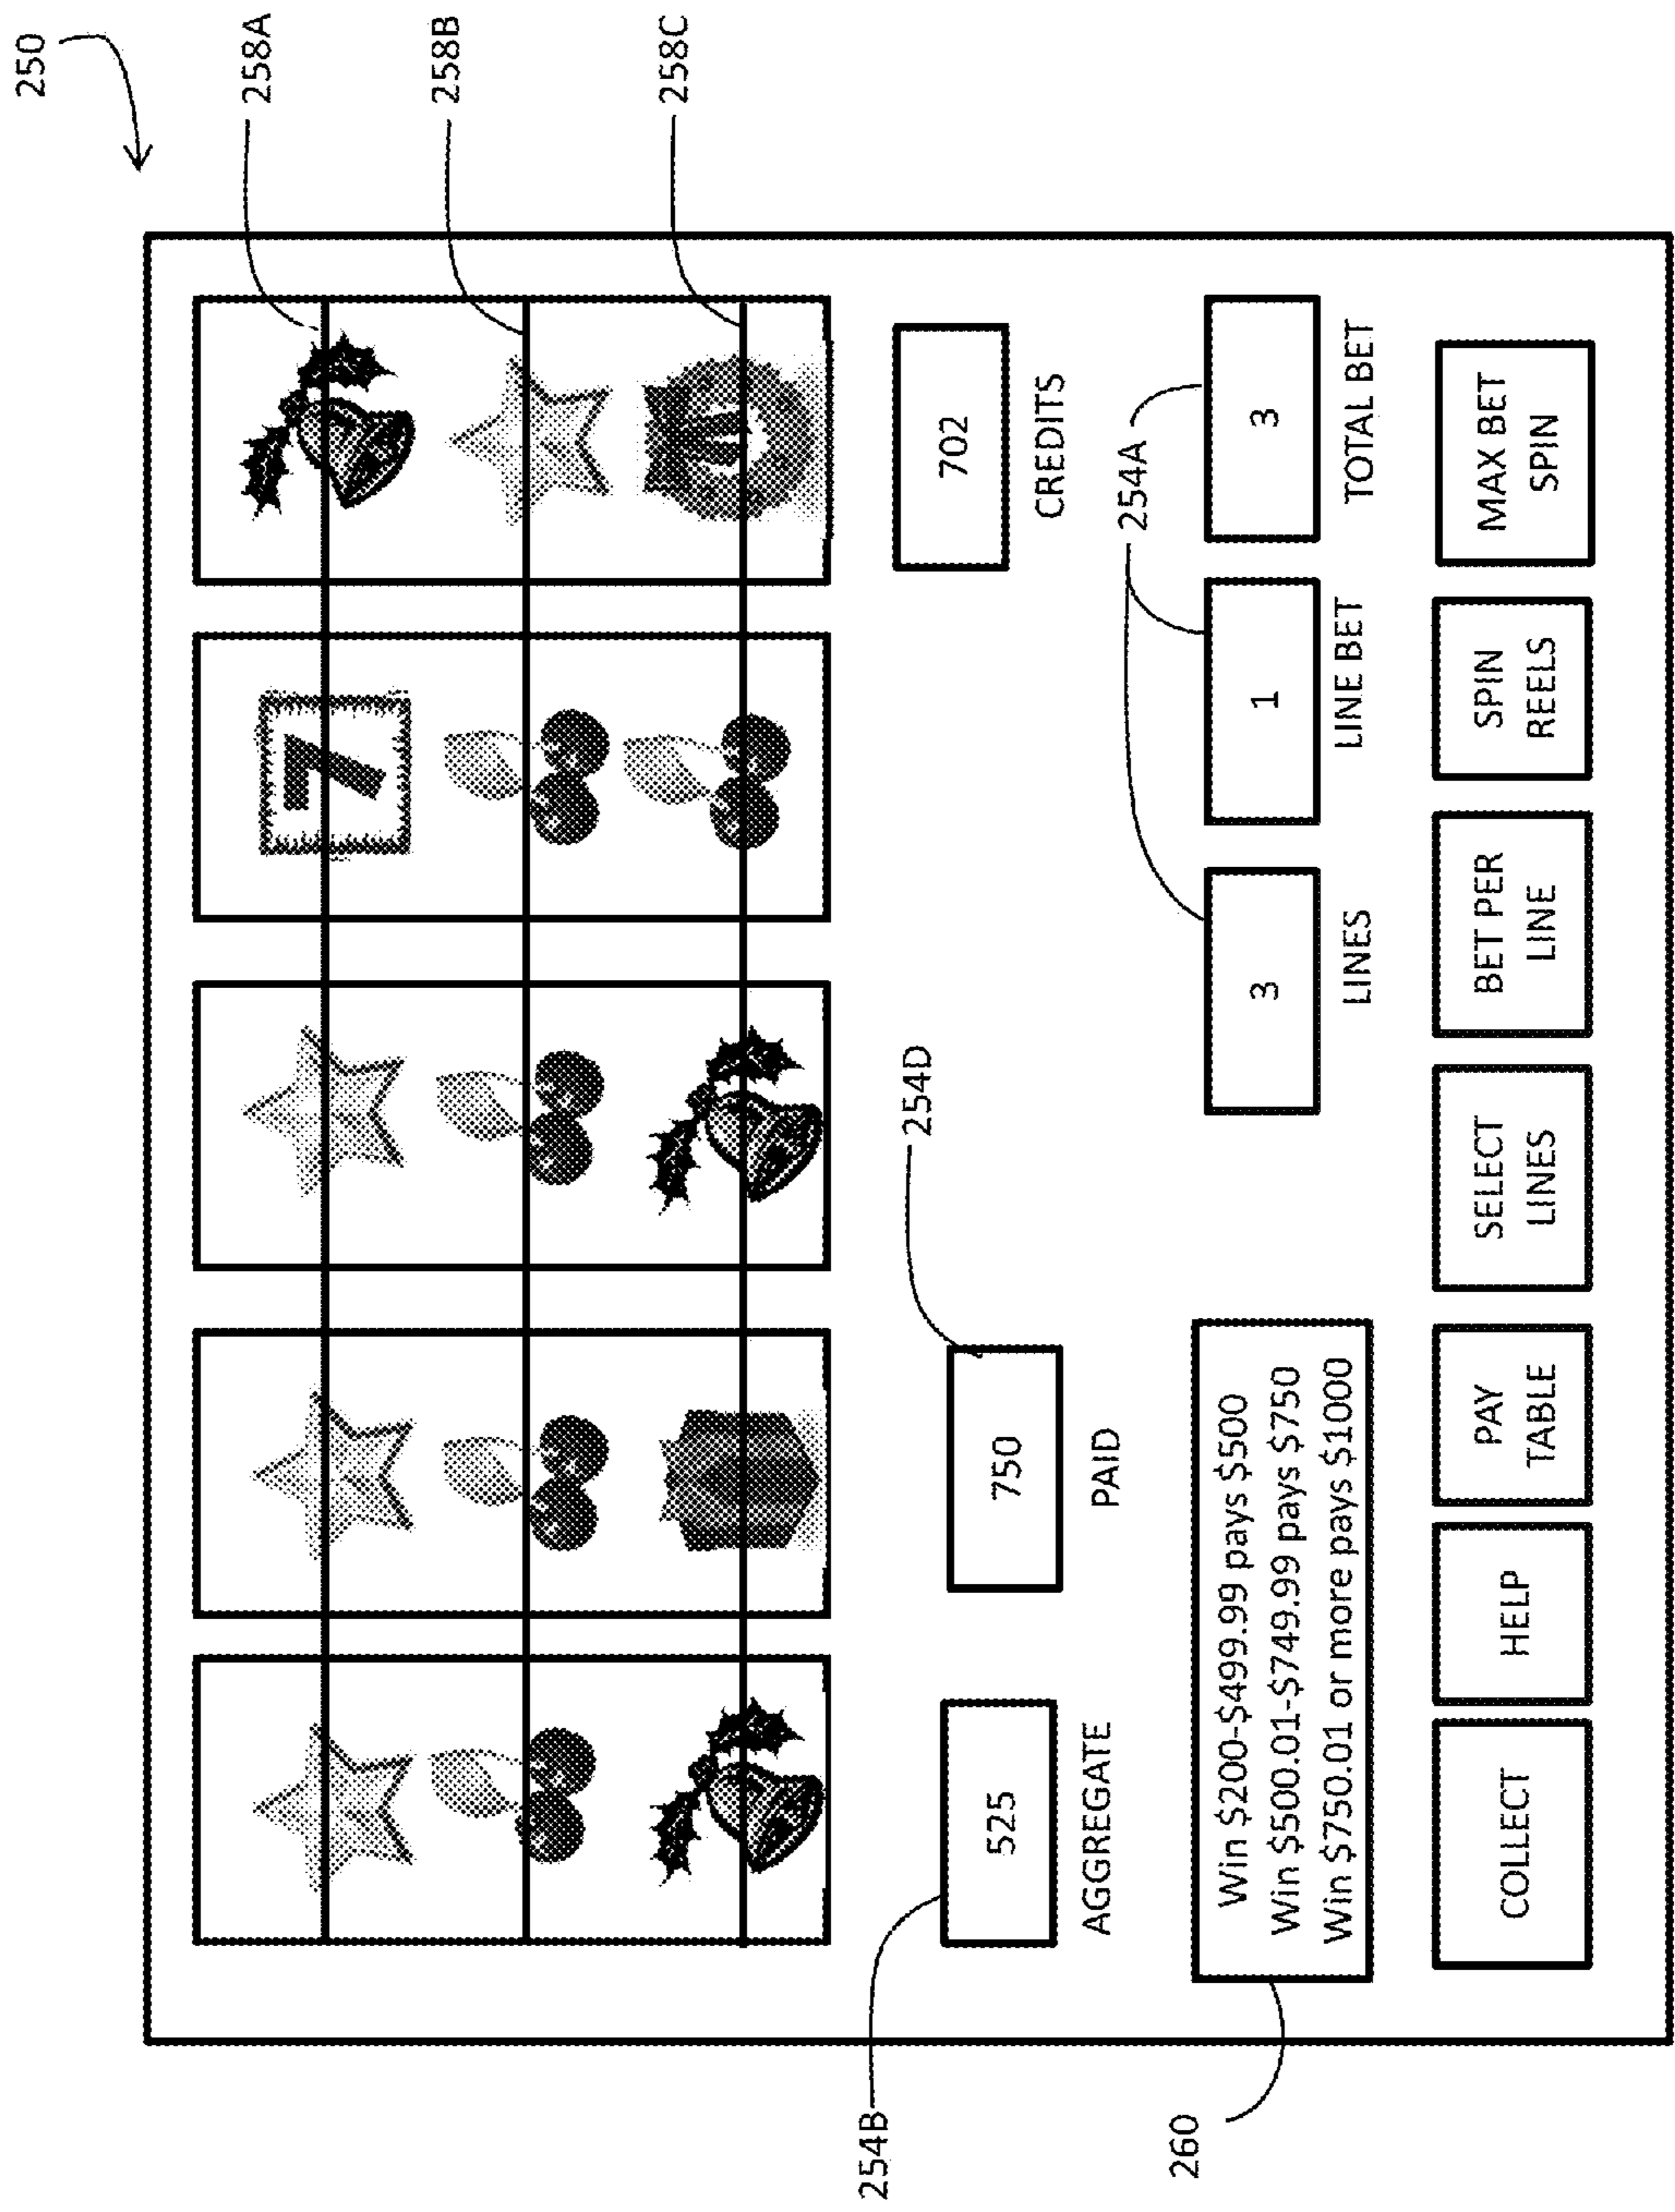 250
258A
258B
258C
7
254B
525
AGGREGATE
254D
750
PAID
702
CREDITS
254A
260
Win $200-$499.99 pays $500
Win $500.01-$749.99 pays $750
Win $750.01 or more pays $1000
3
LINES
1
LINE BET
3
TOTAL BET
COLLECT
HELP
PAY
TABLE
SELECT
LINES
BET PER
LINE
SPIN
REELS
MAX BET
SPIN